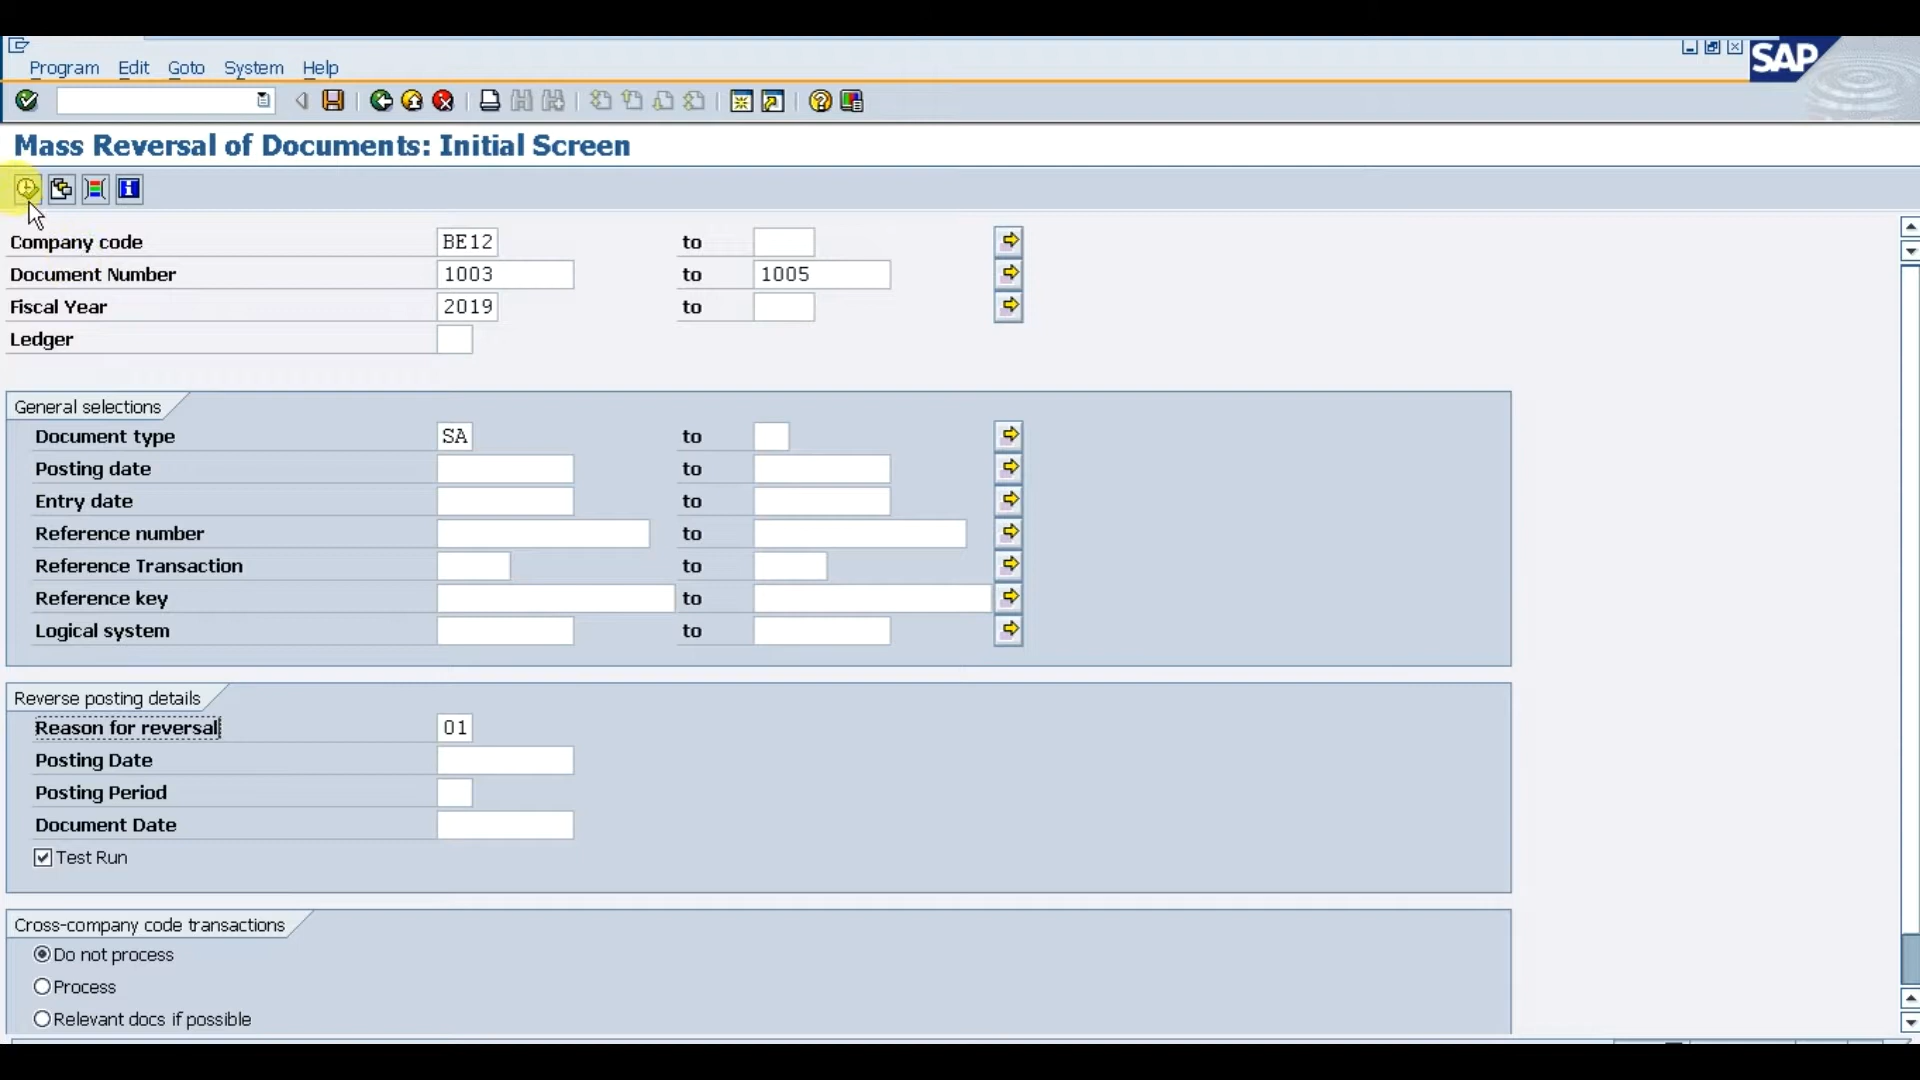 Program Edit Goto System Help
SAP
Mass Reversal of Documents: Initial Screen
Company code BE12 to
Document Number 1003 to 1005
Fiscal Year 2019 to
Ledger
General selections
Document type SA to
Posting date to
Entry date to
Reference number to
Reference Transaction to
Reference key to
Logical system to
Reverse posting details
Reason for reversal 01
Posting Date
Posting Period
Document Date
Test Run
Cross-company code transactions
Do not process
Process
Relevant docs if possible